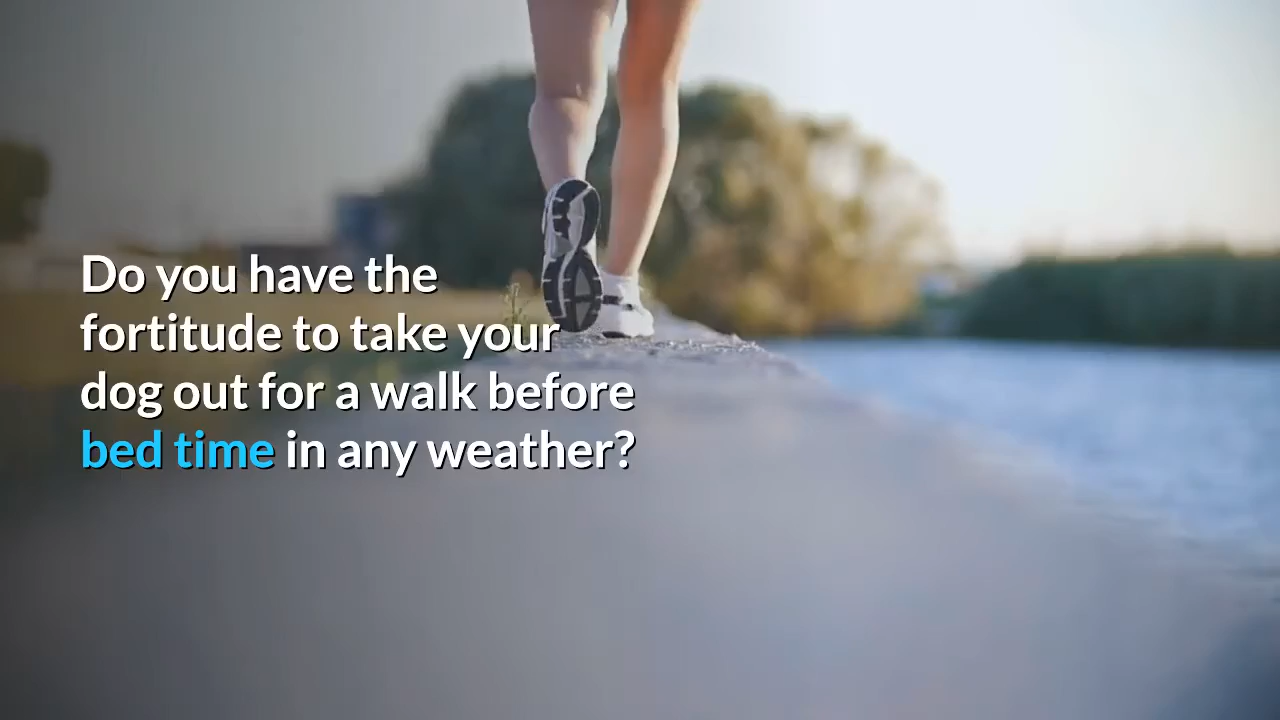 Do you have the
fortitude to take your
dog out for a walk before
bed time in any weather?